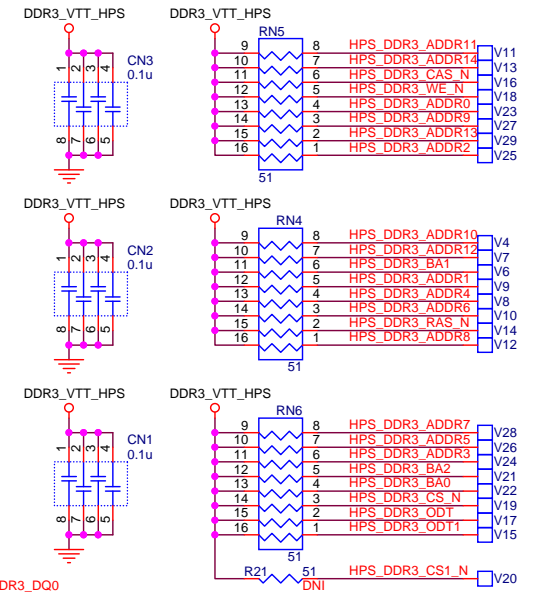 DDR3_VTT_HPS DDR3_VTT_HPS
RN5
9 8 HPS_DDR3_ADDR11 V11
10 7 HPS_DDR3_ADDR14 V13
11 6 HPS_DDR3_CAS_N V16
12 5 HPS_DDR3_WE_N V18
13 4 HPS_DDR3_ADDR0 V23
14 3 HPS_DDR3_ADDR9 V27
15 2 HPS_DDR3_ADDR13 V29
16 1 HPS_DDR3_ADDR2 V25
51
CN3
0.1u
1 2 3 4
8 7 6 5
DDR3_VTT_HPS DDR3_VTT_HPS
RN4
9 8 HPS_DDR3_ADDR10 V4
10 7 HPS_DDR3_ADDR12 V7
11 6 HPS_DDR3_BA1 V6
12 5 HPS_DDR3_ADDR1 V9
13 4 HPS_DDR3_ADDR4 V8
14 3 HPS_DDR3_ADDR6 V10
15 2 HPS_DDR3_RAS_N V14
16 1 HPS_DDR3_ADDR8 V12
51
CN2
0.1u
1 2 3 4
8 7 6 5
DDR3_VTT_HPS DDR3_VTT_HPS
RN6
9 8 HPS_DDR3_ADDR7 V28
10 7 HPS_DDR3_ADDR5 V26
11 6 HPS_DDR3_ADDR3 V24
12 5 HPS_DDR3_BA2 V21
13 4 HPS_DDR3_BA0 V22
14 3 HPS_DDR3_CS_N V19
15 2 HPS_DDR3_ODT V17
16 1 HPS_DDR3_ODT1 V15
51
CN1
0.1u
1 2 3 4
8 7 6 5
R21 51 HPS_DDR3_CS1_N V20
DNI
DR3_DQ0